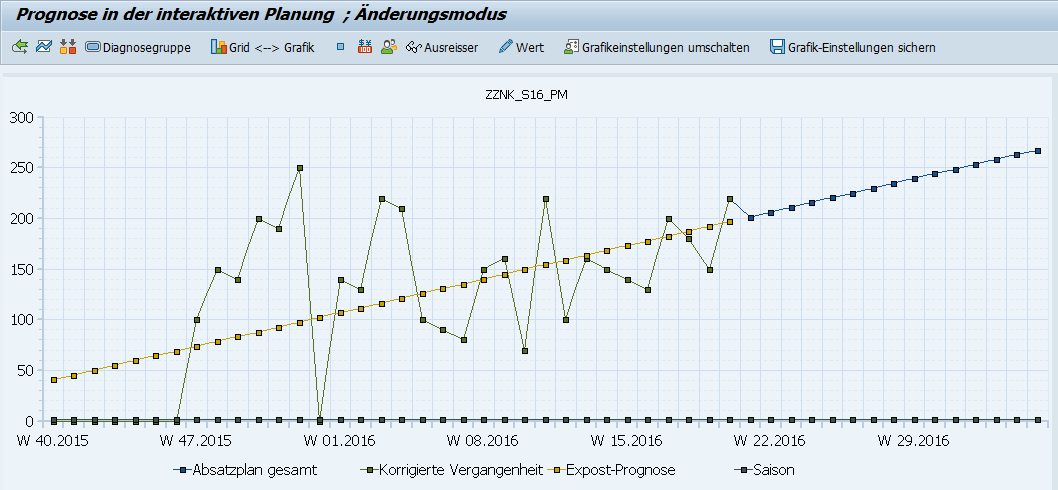 Prognose in der interaktiven Planung ; Änderungsmodus
Diagnosegruppe Grid <--> Grafik Ausreisser Wert Grafikeinstellungen umschalten Grafik-Einstellungen sichern
ZZNK_S16_PM
300
250
200
150
100
50
0
W 40.2015 W 47.2015 W 01.2016 W 08.2016 W 15.2016 W 22.2016 W 29.2016
Absatzplan gesamt Korrigierte Vergangenheit Expost-Prognose Saison